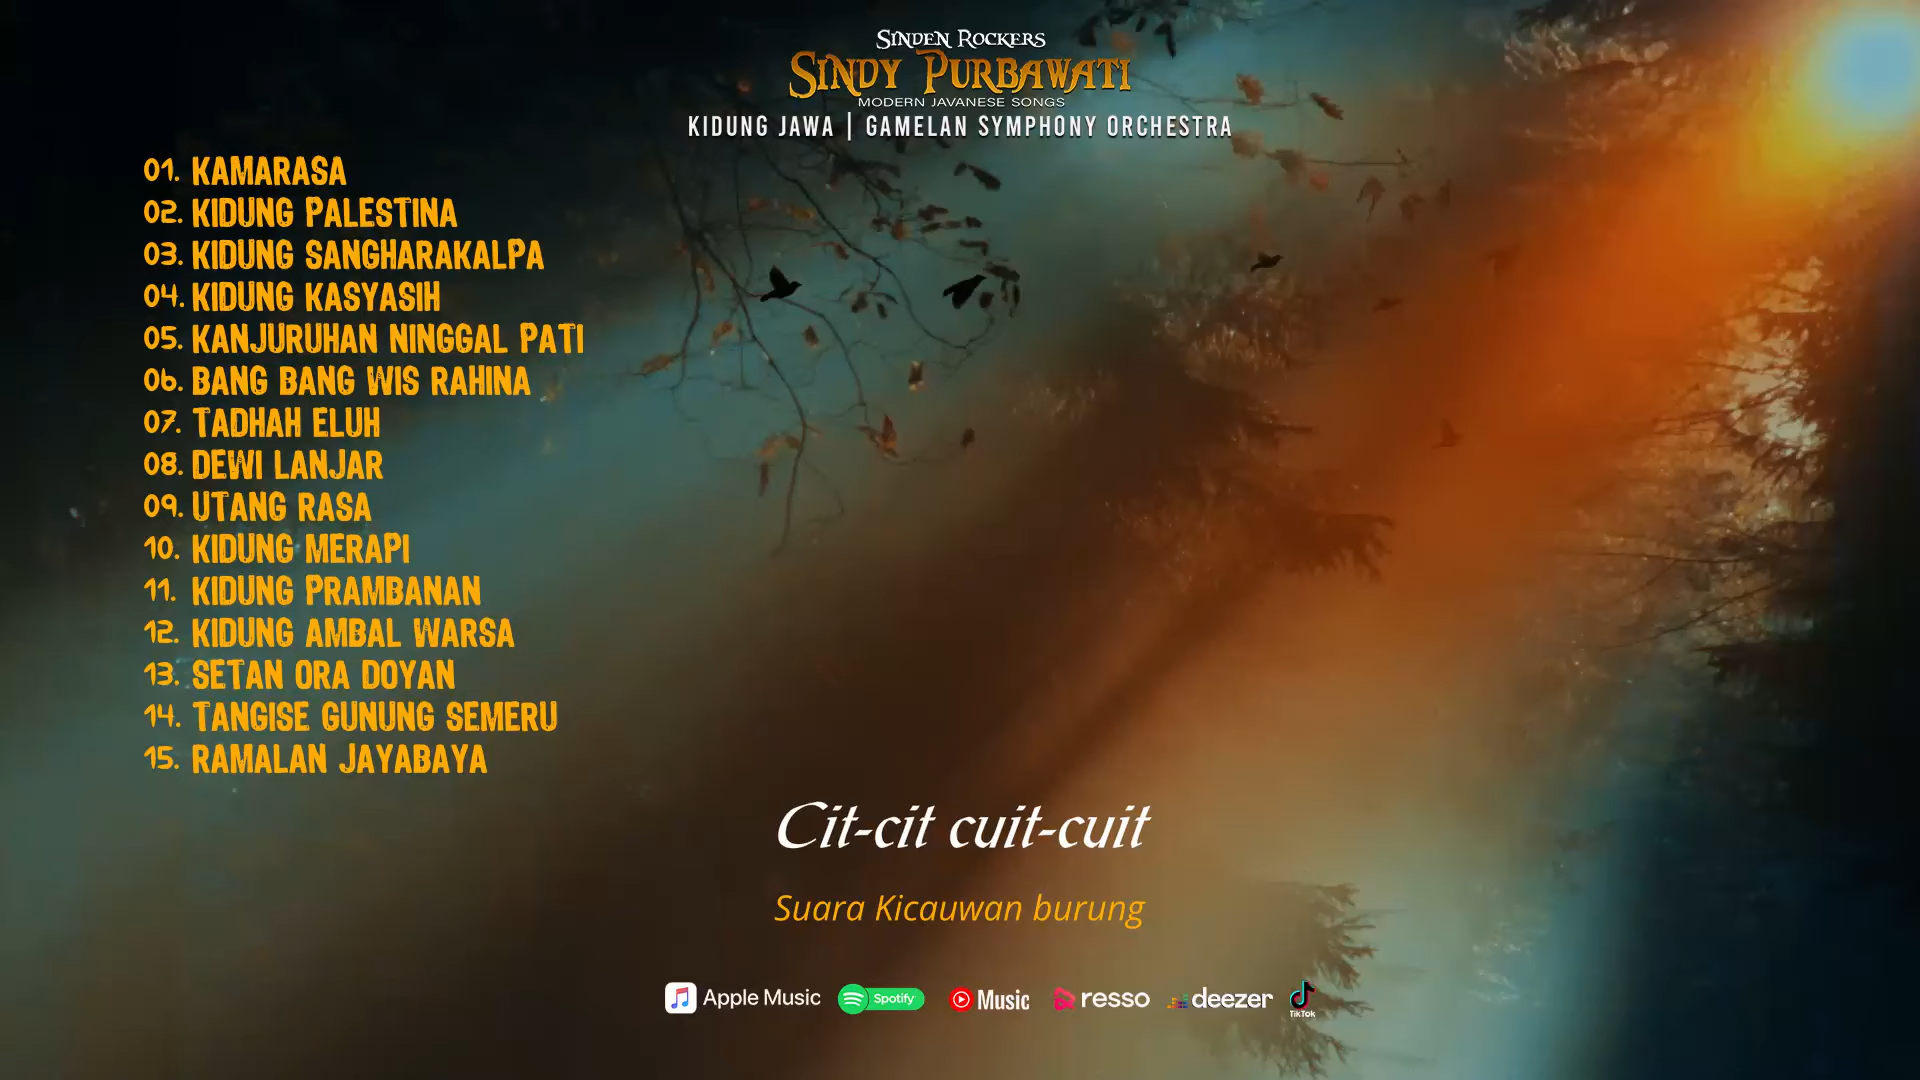 SINDEN ROCKERS
SINDY PURBAWATI
MODERN JAVANESE SONGS
KIDUNG JAWA | GAMELAN SYMPHONY ORCHESTRA
01. KAMARASA
02. KIDUNG PALESTINA
03. KIDUNG SANGHARAKALPA
04. KIDUNG KASYASIH
05. KANJURUHAN NINGGAL PATI
06. BANG BANG WIS RAHINA
07. TADHAH ELUH
08. DEWI LANJAR
09. UTANG RASA
10. KIDUNG MERAPI
11. KIDUNG PRAMBANAN
12. KIDUNG AMBAL WARSA
13. SETAN ORA DOYAN
14. TANGISE GUNUNG SEMERU
15. RAMALAN JAYABAYA
Cit-cit cuit-cuit
Suara Kicauwan burung
Apple Music Spotify Music resso deezer TikTok